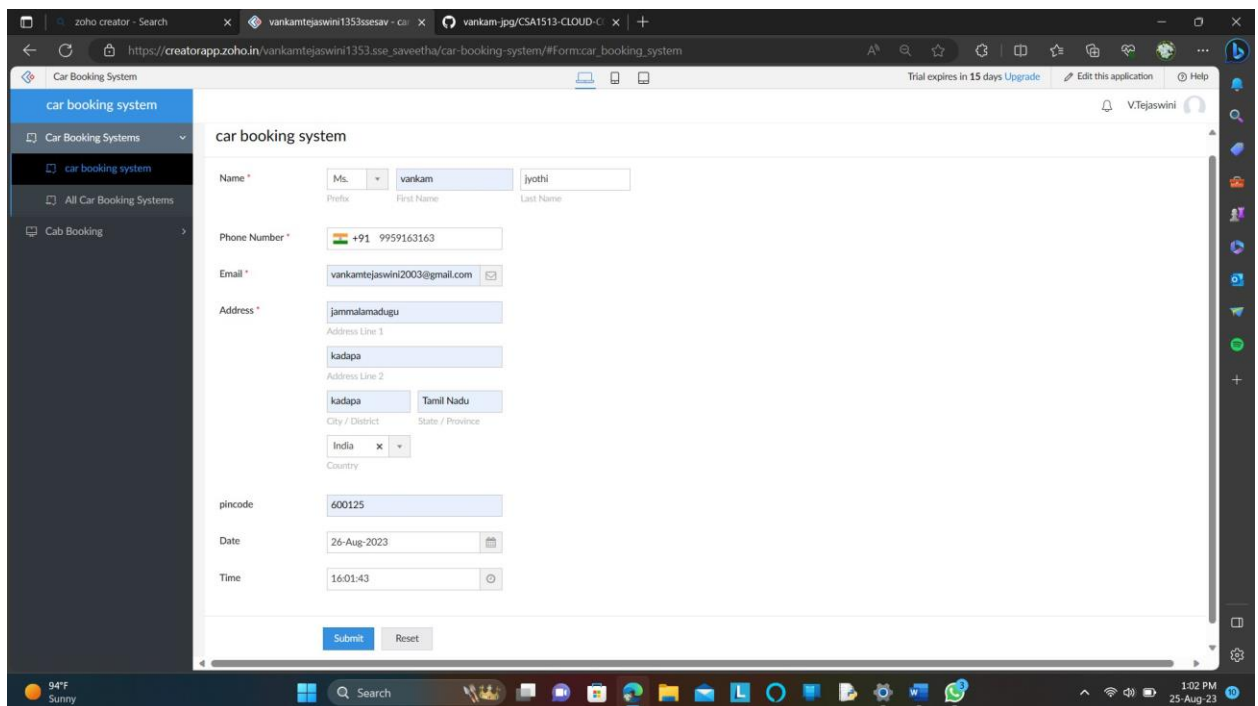 zoho creator - Search
vankamtejaswini1353ssesav - car
vankam-jpg/CSA1513-CLOUD-C
https://creatorapp.zoho.in/vankamtejaswini1353.sse_saveetha/car-booking-system/#Form:car_booking_system
Car Booking System
Trial expires in 15 days Upgrade
Edit this application
Help
car booking system
V.Tejaswini
Car Booking Systems
car booking system
car booking system
All Car Booking Systems
Cab Booking
Name *
Ms. vankam jyothi
Prefix First Name Last Name
Phone Number *
+91 9959163163
Email *
vankamtejaswini2003@gmail.com
Address *
jammalamadugu
Address Line 1
kadapa
Address Line 2
kadapa Tamil Nadu
City / District State / Province
India
Country
pincode
600125
Date
26-Aug-2023
Time
16:01:43
Submit Reset
94°F
Sunny
Search
1:02 PM
25-Aug-23